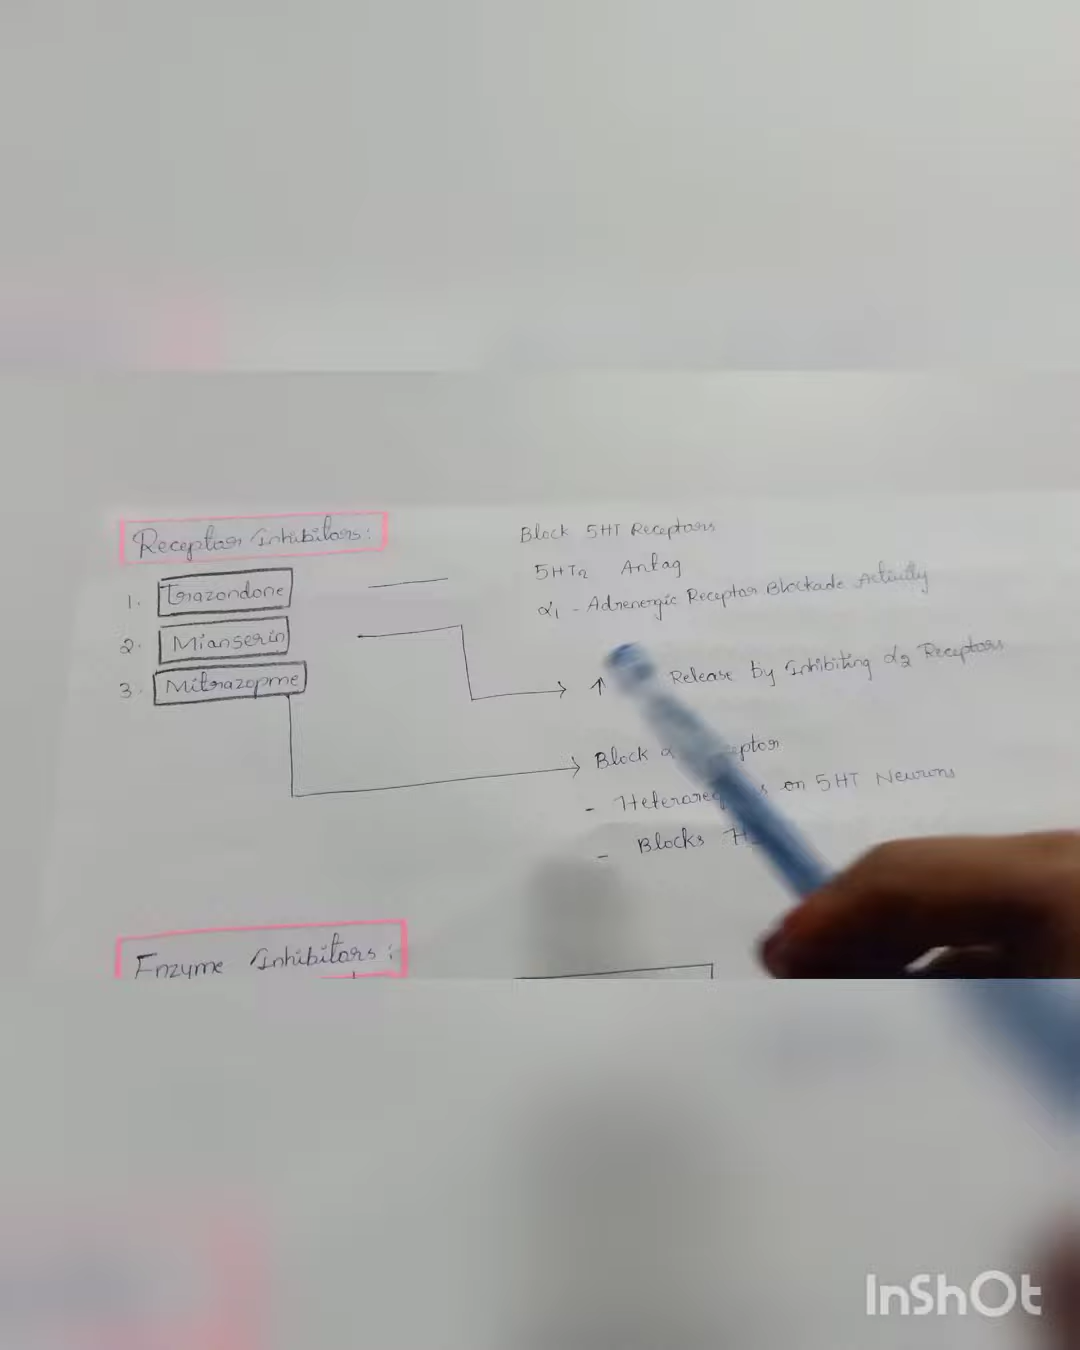 Receptor Inhibitors:
1. Trazondone
2. Mianserin
3. Mitrazopme
Block 5HT Receptors
5HT2 Antag
α1 - Adrenergic Receptor Blockade Activity
↑ Release by Inhibiting α2 Receptors
Block
- on 5HT Neurons
- Blocks
Enzyme Inhibitors:
InShOt